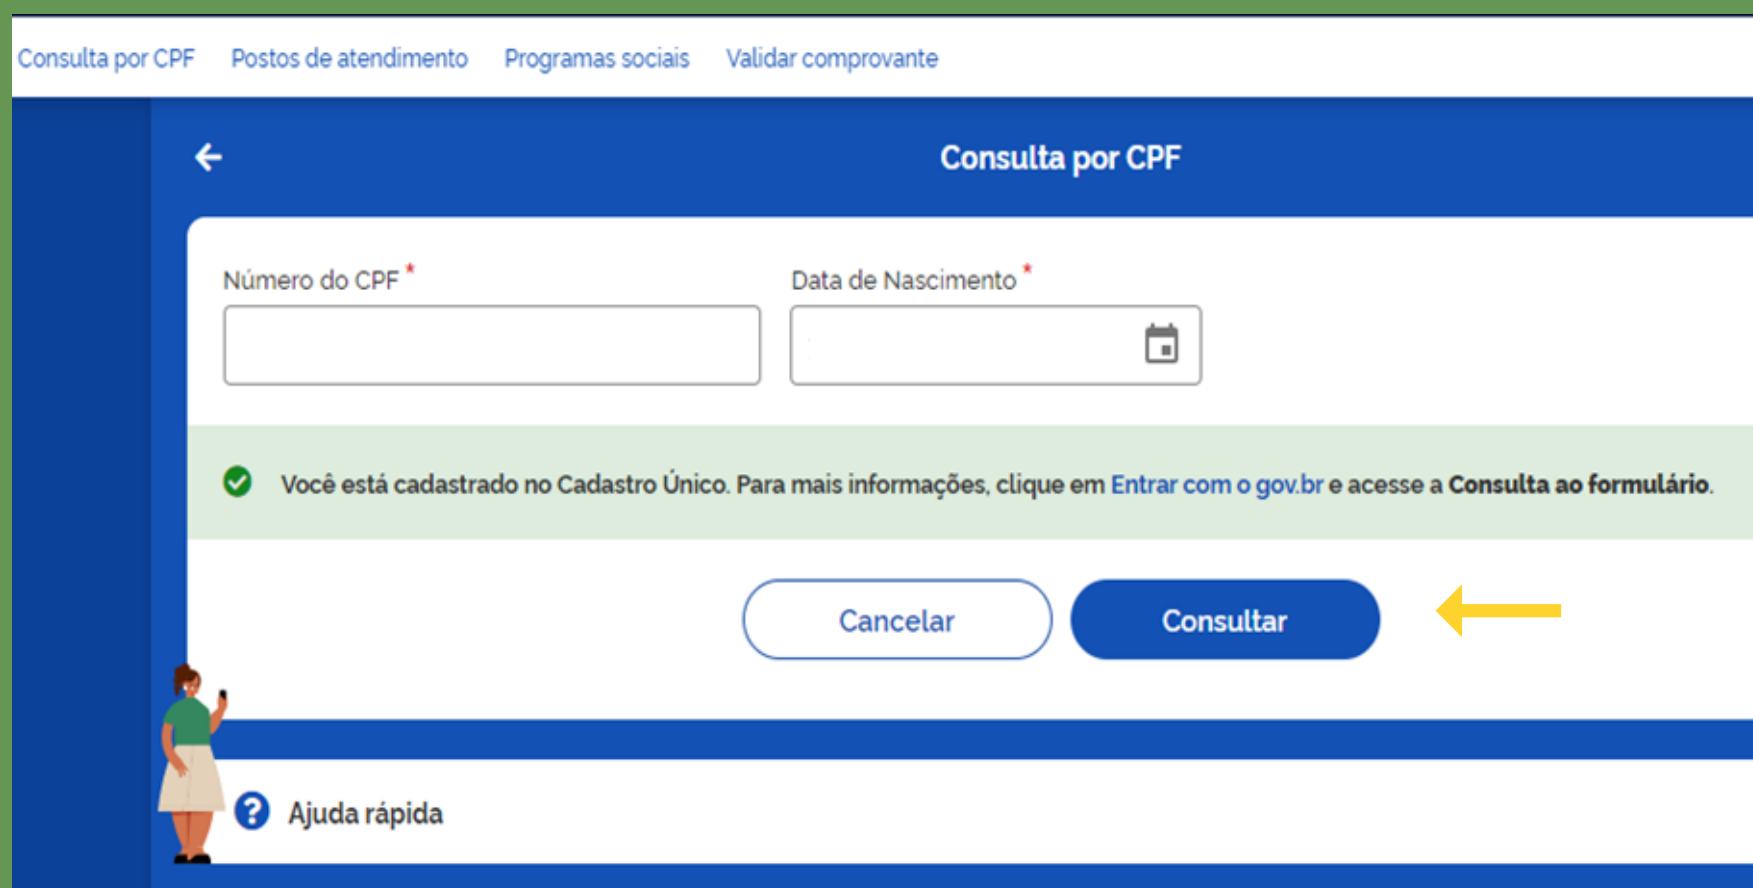 Consulta por CPF Postos de atendimento Programas sociais Validar comprovante
Consulta por CPF
Número do CPF * Data de Nascimento *
Você está cadastrado no Cadastro Único. Para mais informações, clique em Entrar com o gov.br e acesse a Consulta ao formulário.
Cancelar Consultar
? Ajuda rápida